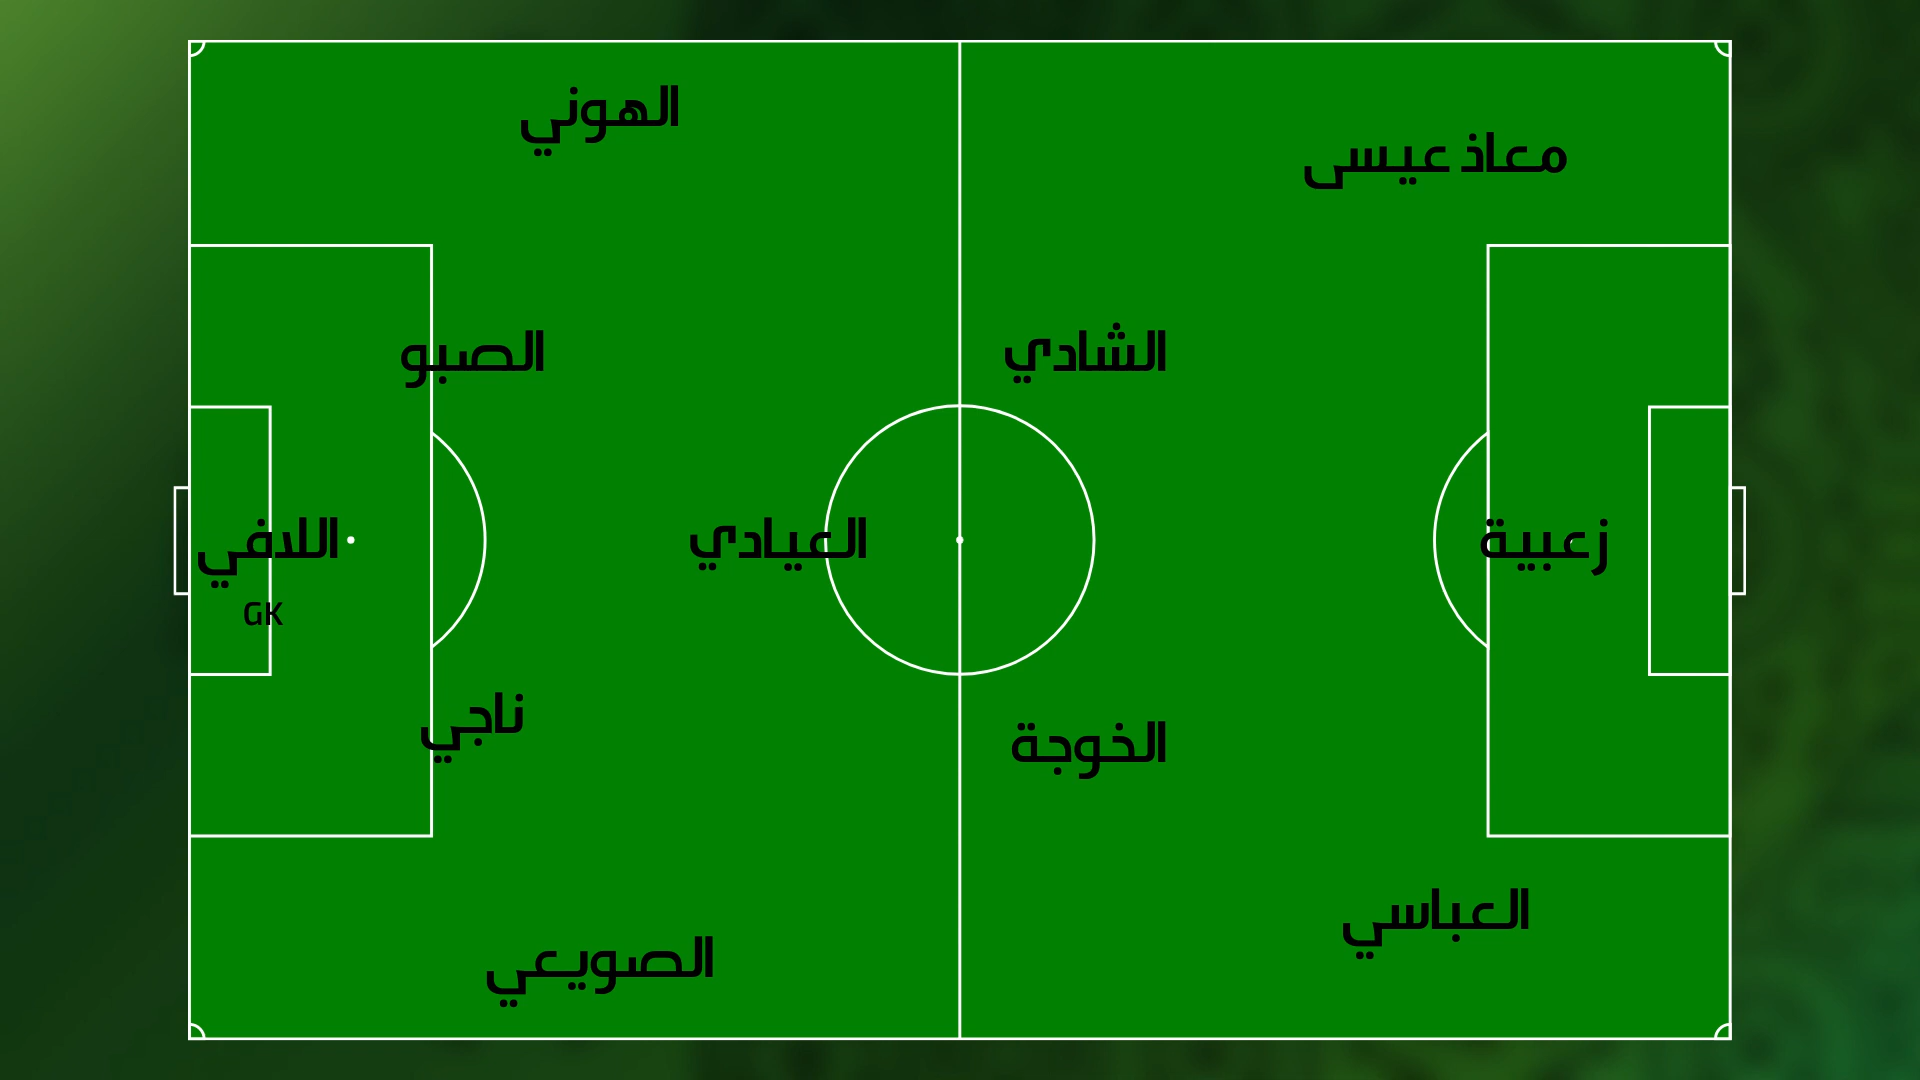 الهوني
معاذ عيسى
الشادي
الصبو
زعبية
العيادي
اللافي
GK
ناجي
الخوجة
العباسي
الصويعي